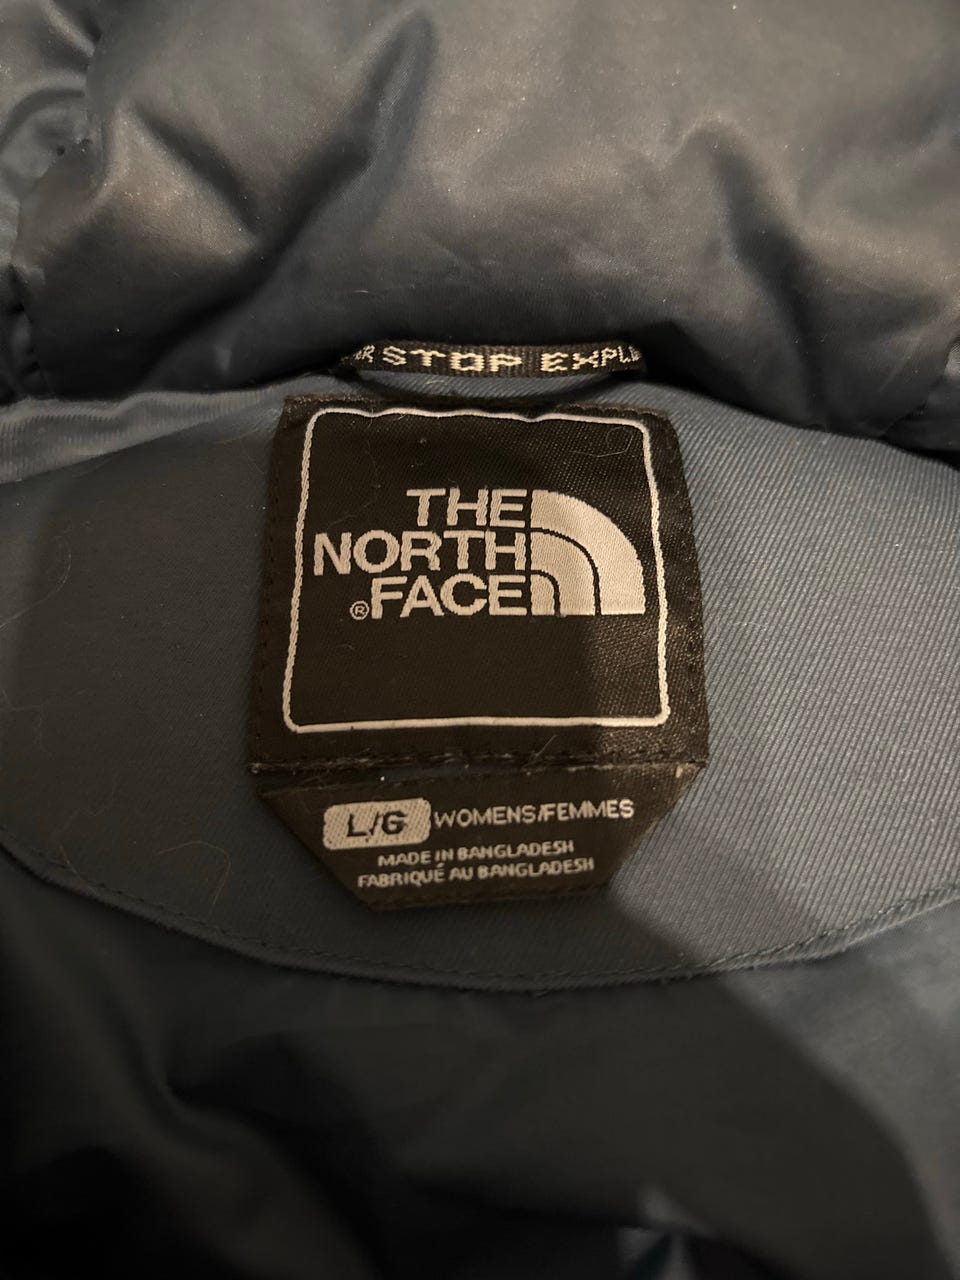 STOP
THE
NORTH
FACE
®
L/G WOMENS/FEMMES
MADE IN BANGLADESH
FABRIQUÉ AU BANGLADESH